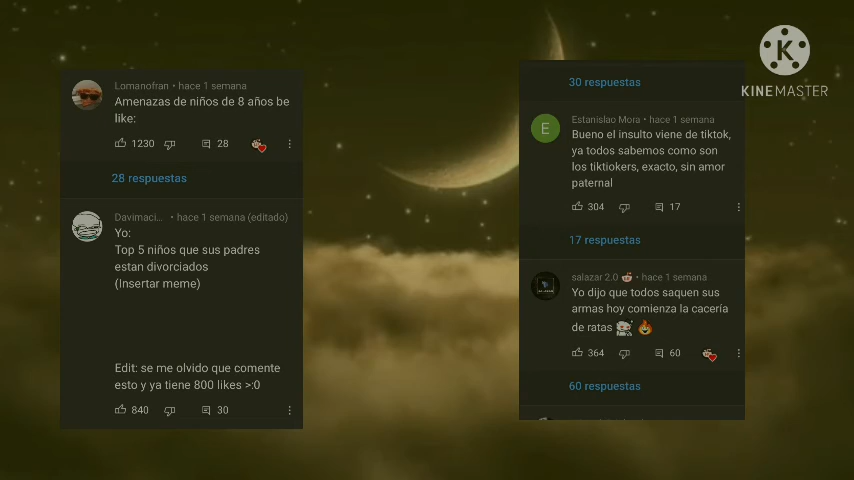 Lomanofran • hace 1 semana
Amenazas de niños de 8 años be
like:
1230 28
28 respuestas
Davimaci... • hace 1 semana (editado)
Yo:
Top 5 niños que sus padres
estan divorciados
(Insertar meme)
Edit: se me olvido que comente
esto y ya tiene 800 likes >:0
840 30
30 respuestas
E
Estanislao Mora • hace 1 semana
Bueno el insulto viene de tiktok,
ya todos sabemos como son
los tiktiokers, exacto, sin amor
paternal
304 17
17 respuestas
salazar 2.0 • hace 1 semana
Yo dijo que todos saquen sus
armas hoy comienza la cacería
de ratas
364 60
60 respuestas
K
KINEMASTER